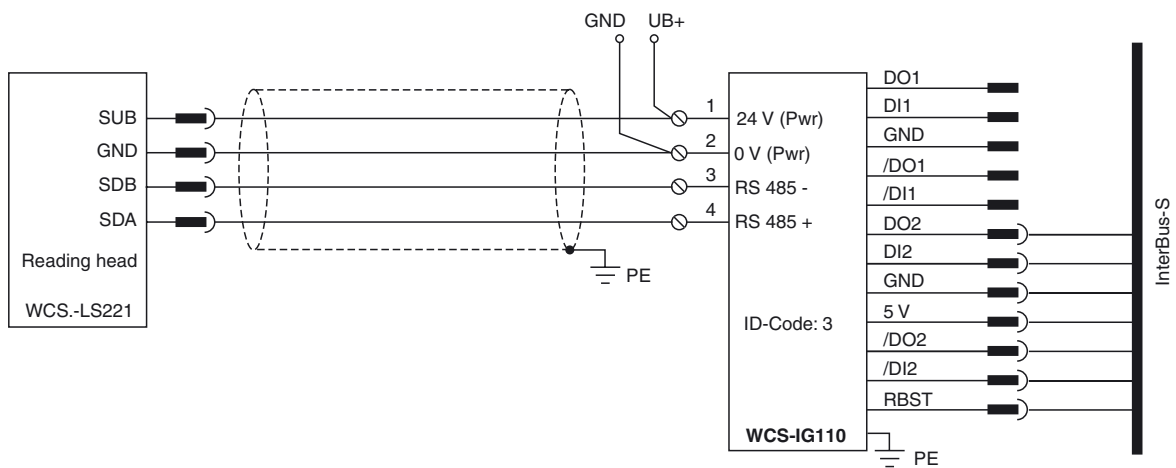 GND UB+
SUB
GND
SDB
SDA
Reading head
WCS.-LS221
PE
1
2
3
4
24 V (Pwr)
0 V (Pwr)
RS 485 -
RS 485 +
ID-Code: 3
WCS-IG110
PE
DO1
DI1
GND
/DO1
/DI1
DO2
DI2
GND
5 V
/DO2
/DI2
RBST
InterBus-S